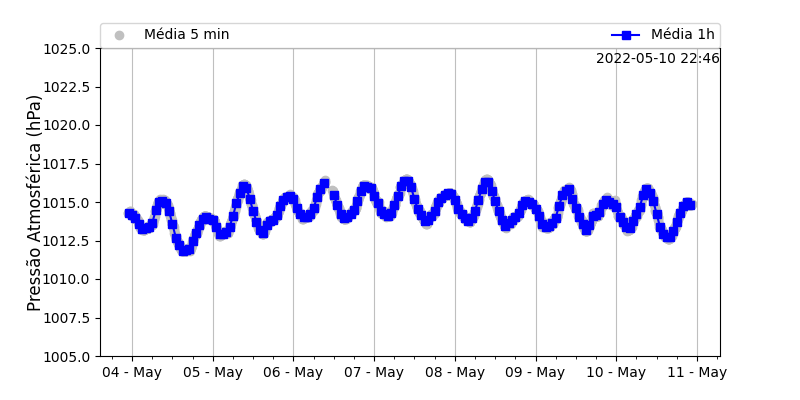 Média 5 min
Média 1h
2022-05-10 22:46
Pressão Atmosférica (hPa)
1025.0
1022.5
1020.0
1017.5
1015.0
1012.5
1010.0
1007.5
1005.0
04 - May 05 - May 06 - May 07 - May 08 - May 09 - May 10 - May 11 - May